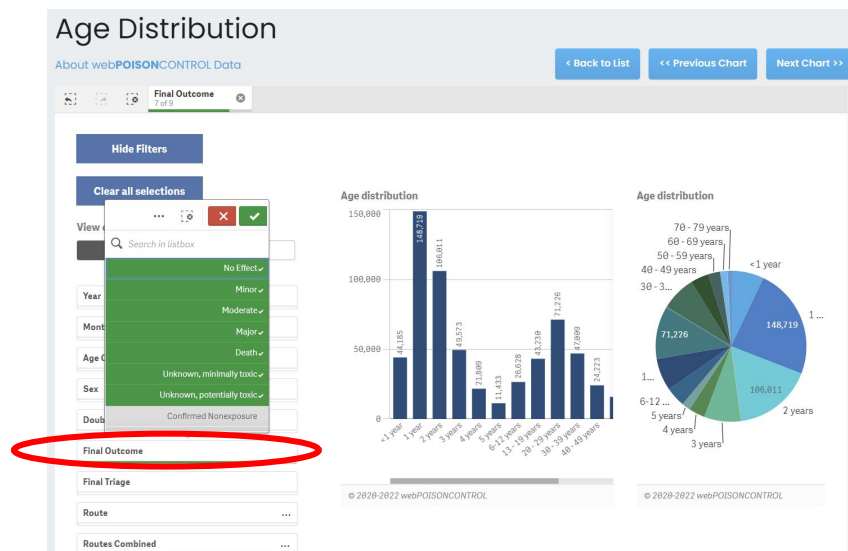 Age Distribution
About webPOISONCONTROL Data
< Back to List
<< Previous Chart
Next Chart >>
Final Outcome
7 of 9
Hide Filters
Clear all selections
View
Search in listbox
No Effect
Minor
Moderate
Major
Death
Unknown, minimally toxic
Unknown, potentially toxic
Confirmed Nonexposure
Year
Mont
Age
Sex
Doub
Final Outcome
Final Triage
Route ...
Routes Combined ...
Age distribution
150,000
100,000
50,000
0
44,185
148,719
106,011
49,573
21,809
11,433
26,628
43,230
71,226
47,009
24,223
<1 year
1 year
2 years
3 years
4 years
5 years
6-12 years
13-19 years
20-29 years
30-39 years
40-49 years
© 2020-2022 webPOISONCONTROL
Age distribution
70 - 79 years
60 - 69 years
50 - 59 years
40 - 49 years
30 - 3...
<1 year
1 ...
148,719
71,226
106,011
1...
6-12 ...
5 years
4 years
3 years
2 years
© 2020-2022 webPOISONCONTROL